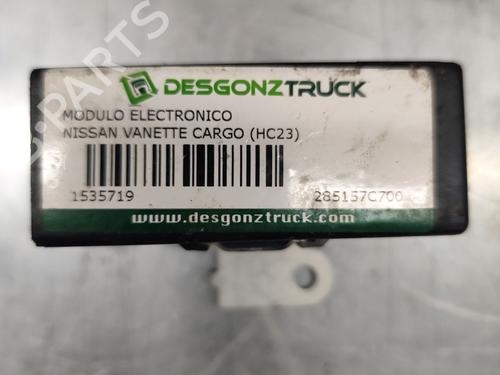 DESGONZTRUCK
MODULO ELECTRONICO
NISSAN VANETTE CARGO (HC23)
1535719 285157C700
www.desgonztruck.com